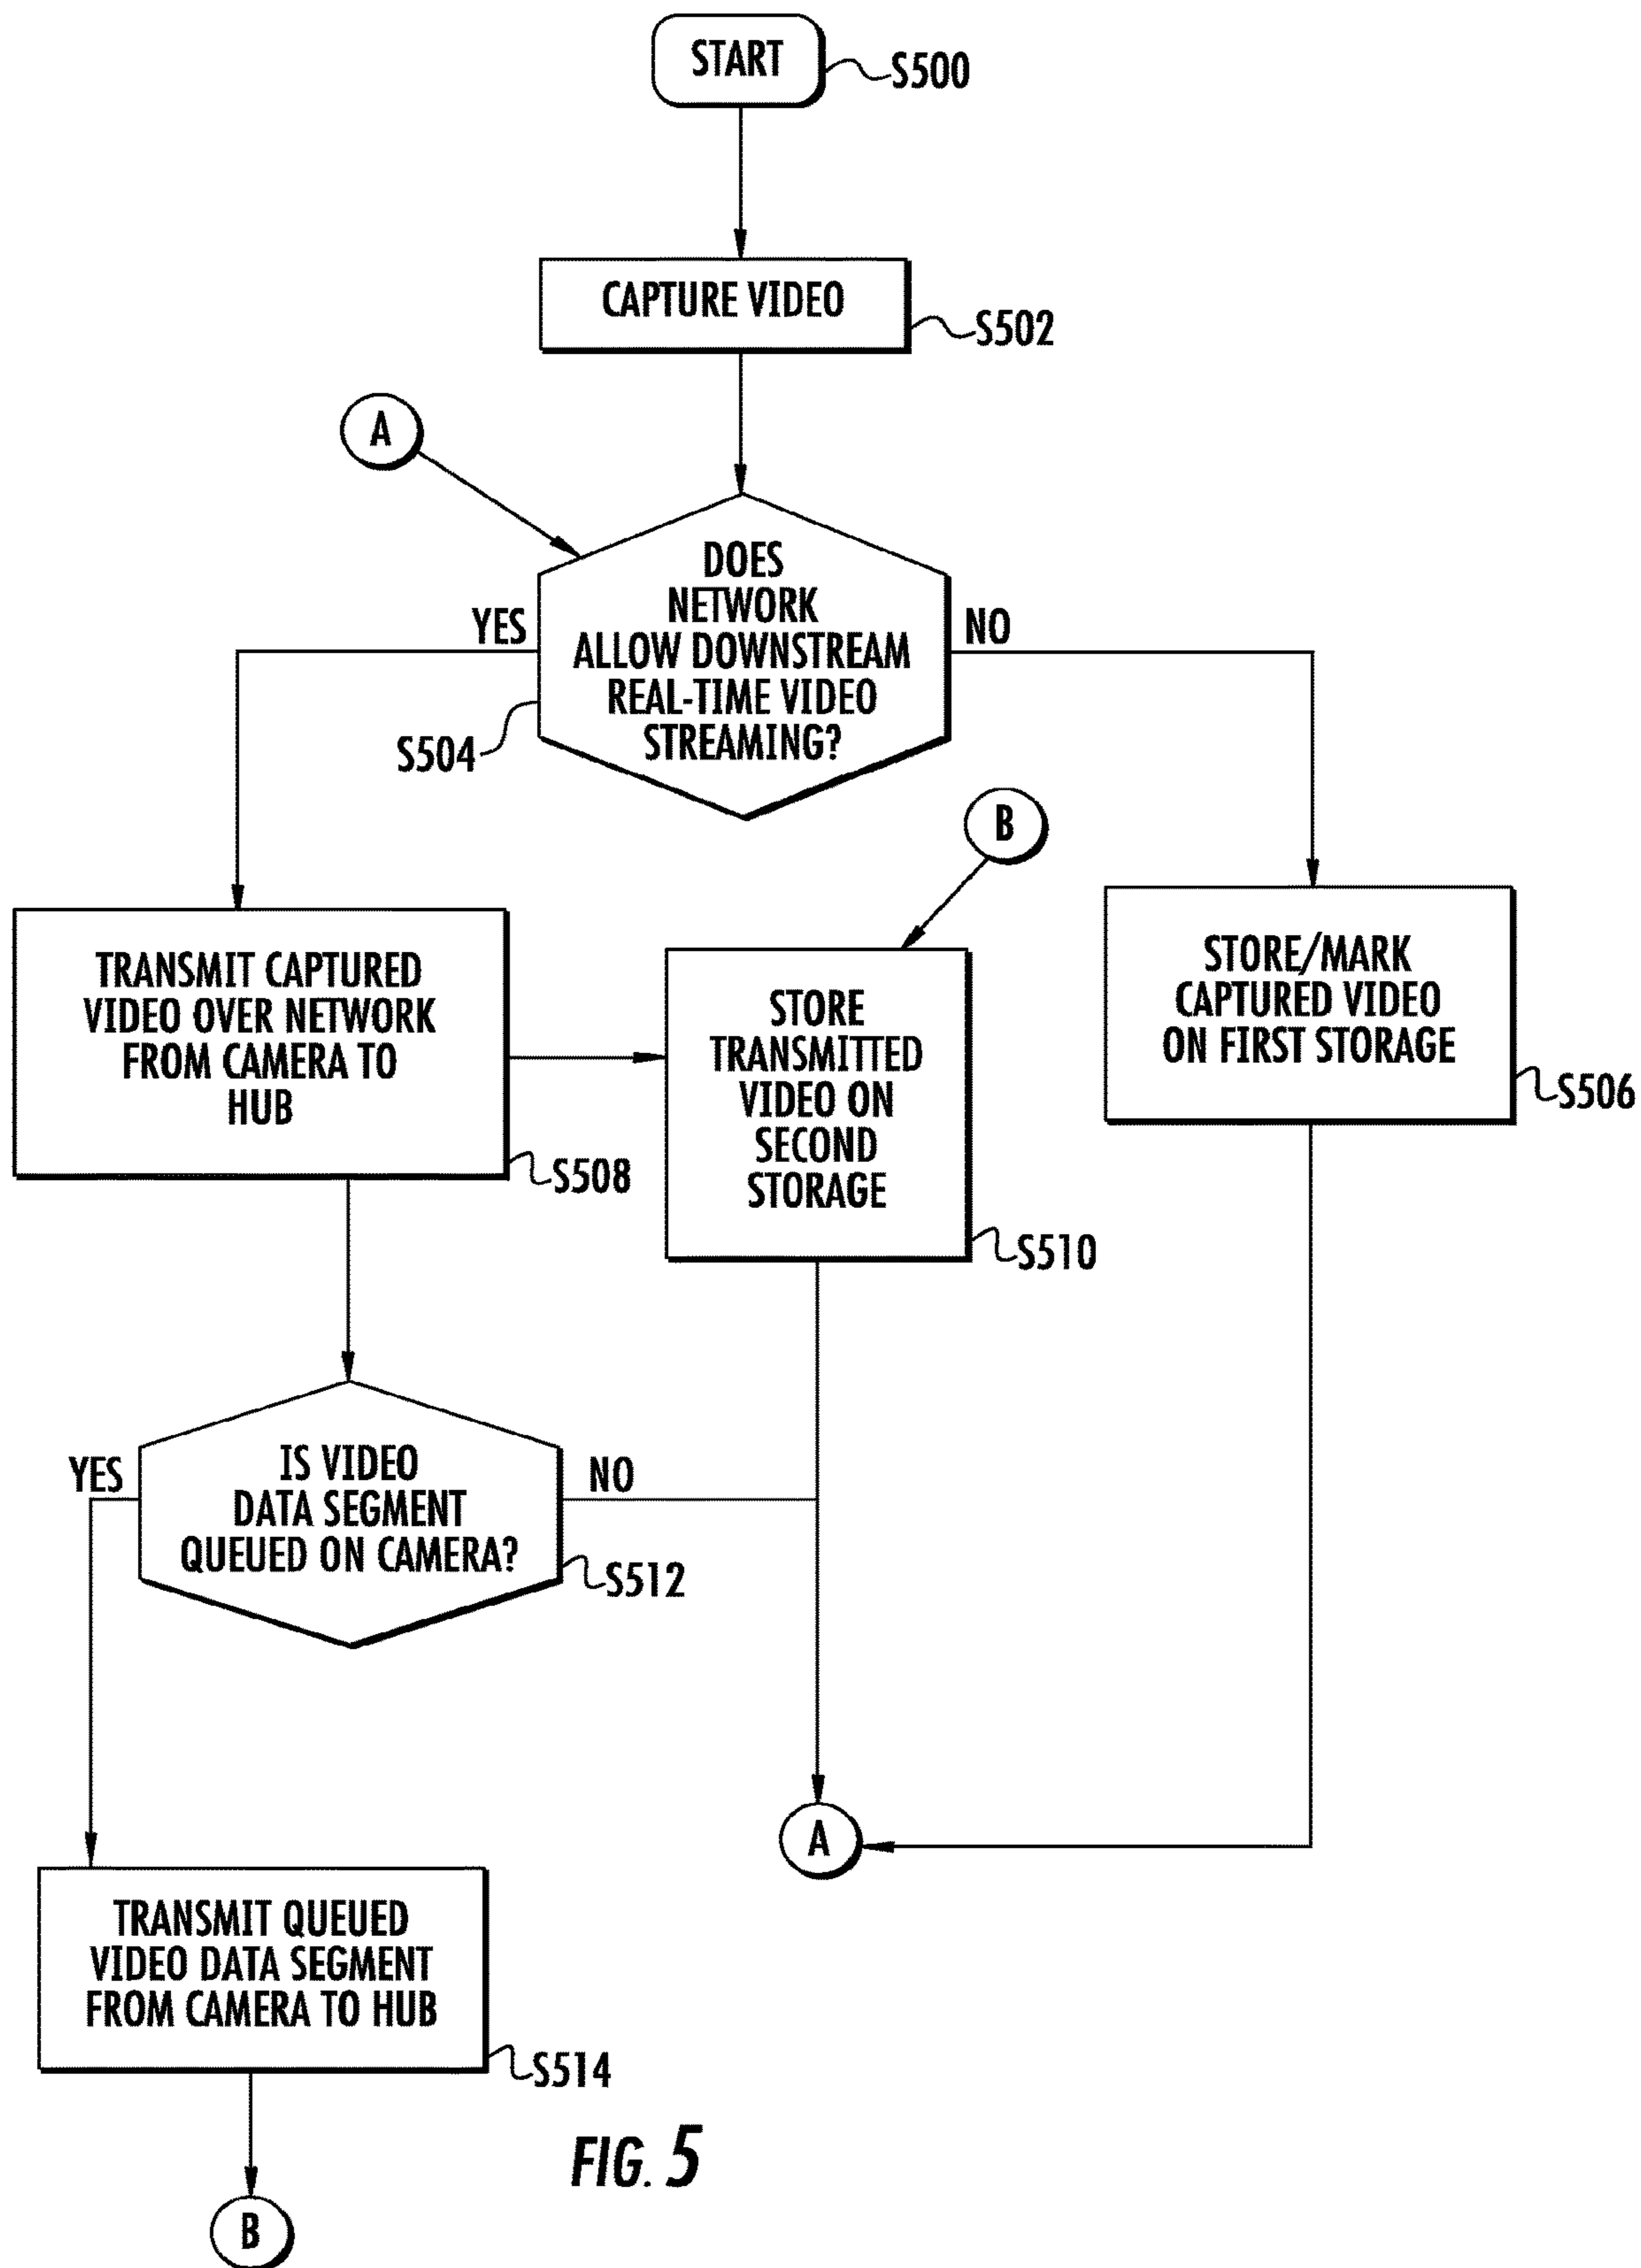 START
S500
CAPTURE VIDEO
S502
A
DOES
NETWORK
ALLOW DOWNSTREAM
REAL-TIME VIDEO
STREAMING?
YES
NO
S504
B
TRANSMIT CAPTURED
VIDEO OVER NETWORK
FROM CAMERA TO
HUB
S508
STORE
TRANSMITTED
VIDEO ON
SECOND
STORAGE
S510
STORE/MARK
CAPTURED VIDEO
ON FIRST STORAGE
S506
IS VIDEO
DATA SEGMENT
QUEUED ON CAMERA?
YES
NO
S512
A
TRANSMIT QUEUED
VIDEO DATA SEGMENT
FROM CAMERA TO HUB
S514
B
FIG. 5